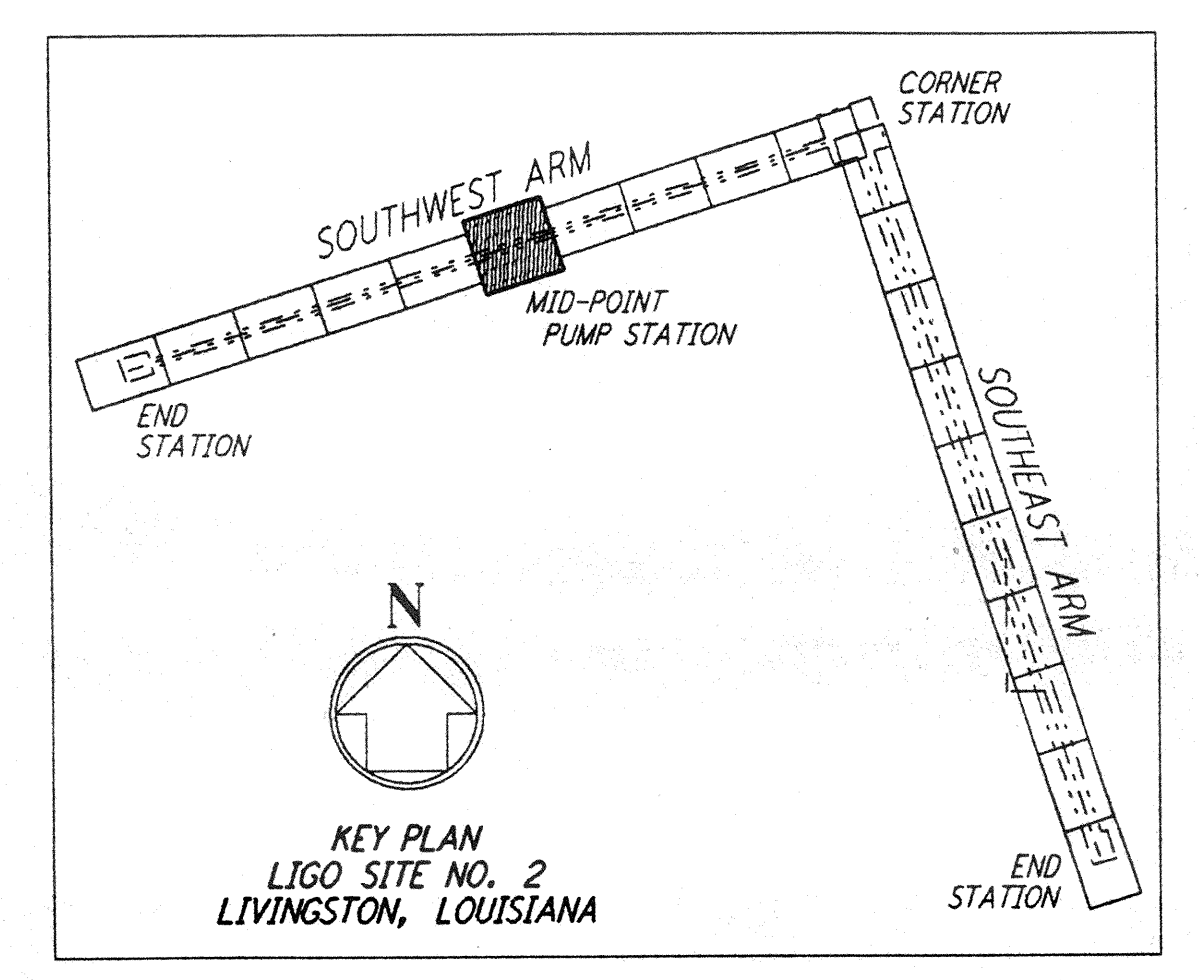 CORNER
STATION
SOUTHWEST ARM
MID-POINT
PUMP STATION
END
STATION
SOUTHEAST ARM
N
KEY PLAN
LIGO SITE NO. 2
LIVINGSTON, LOUISIANA
END
STATION